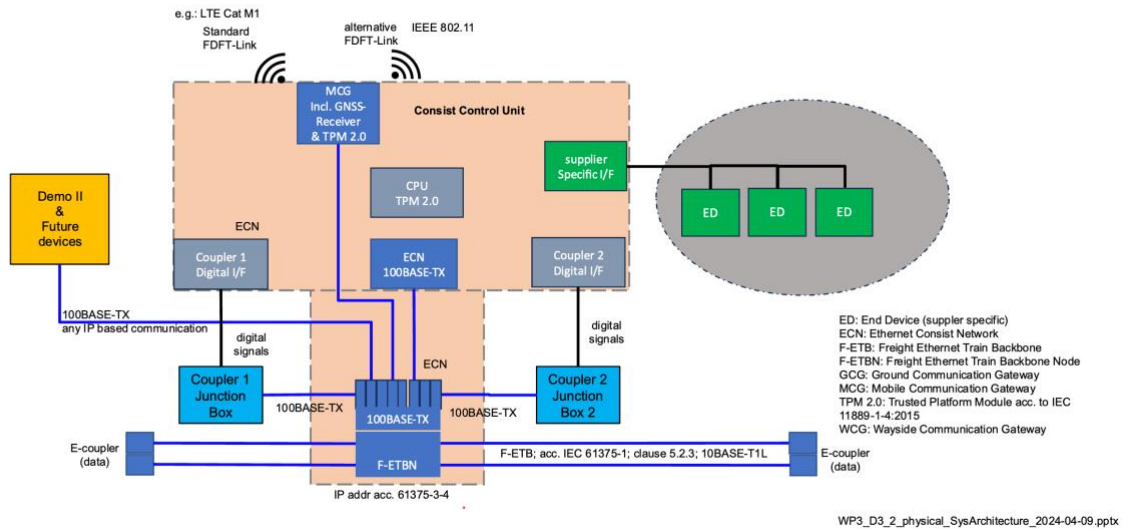 e.g.: LTE Cat M1
Standard
FDFT-Link
alternative
FDFT-Link
IEEE 802.11
MCG
Incl. GNSS-
Receiver
& TPM 2.0
Consist Control Unit
supplier
Specific I/F
CPU
TPM 2.0
ED
ED
ED
Demo II
&
Future
devices
ECN
Coupler 1
Digital I/F
ECN
100BASE-TX
Coupler 2
Digital I/F
100BASE-TX
any IP based communication
digital
signals
digital
signals
ECN
Coupler 1
Junction
Box
100BASE-TX
100BASE-TX
100BASE-TX
Coupler 2
Junction
Box 2
E-coupler
(data)
F-ETBN
F-ETB; acc. IEC 61375-1; clause 5.2.3; 10BASE-T1L
E-coupler
(data)
IP addr acc. 61375-3-4
ED: End Device (suppler specific)
ECN: Ethernet Consist Network
F-ETB: Freight Ethernet Train Backbone
F-ETBN: Freight Ethernet Train Backbone Node
GCG: Ground Communication Gateway
MCG: Mobile Communication Gateway
TPM 2.0: Trusted Platform Module acc. to IEC
11889-1-4:2015
WCG: Wayside Communication Gateway
WP3_D3_2_physical_SysArchitecture_2024-04-09.pptx